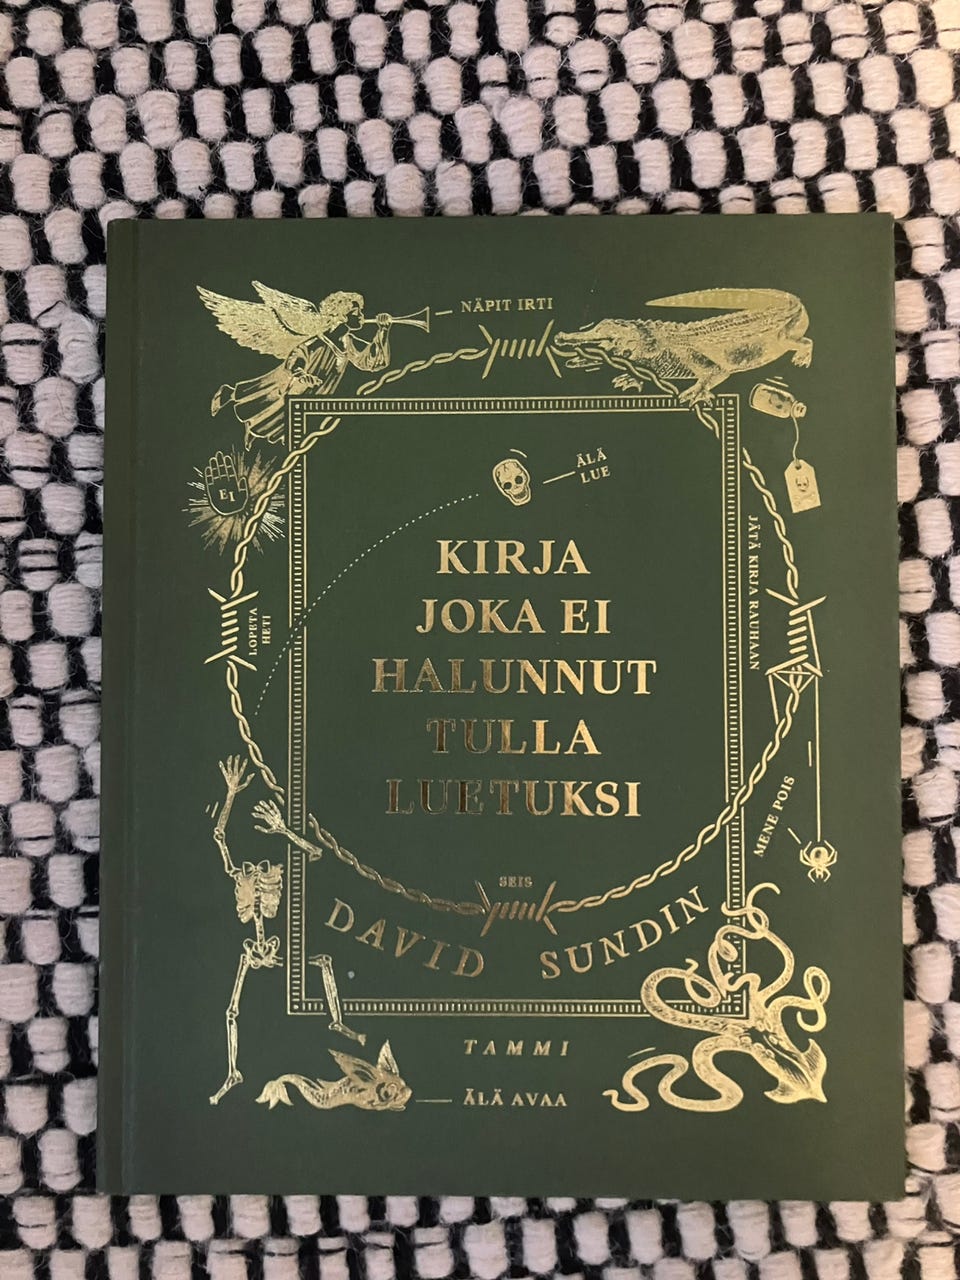 NÄPIT IRTI
ÄLÄ
LUE
EI
KIRJA
JOKA EI
HALUNNUT
TULLA
LUETUKSI
LOPETA
HETI
JÄTÄ KIRJA RAUHAAN
MENE POIS
SEIS
DAVID SUNDIN
TAMMI
ÄLÄ AVAA